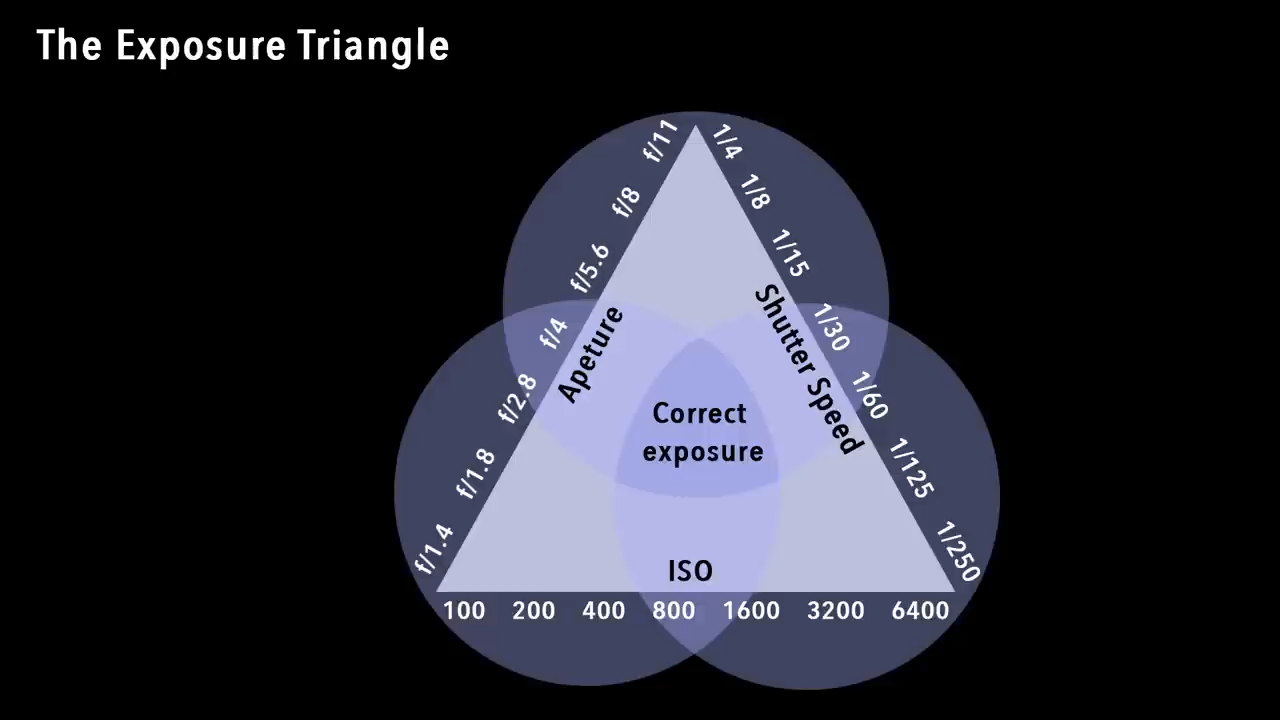 The Exposure Triangle
f/11
f/8
f/5.6
f/4
f/2.8
f/1.8
f/1.4
Apeture
1/4
1/8
1/15
1/30
1/60
1/125
1/250
Shutter Speed
Correct
exposure
ISO
100 200 400 800 1600 3200 6400